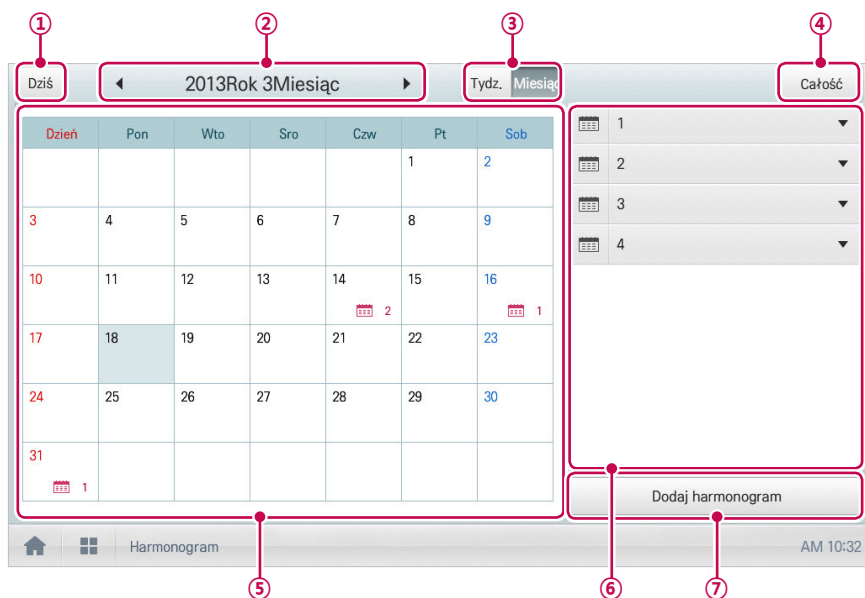 ① ② ③ ④
Dziś 2013Rok 3Miesiąc Tydz. Miesiąc Całość
Dzień Pon Wto Sro Czw Pt Sob
1 2
3 4 5 6 7 8 9
10 11 12 13 14 15 16
2 1
17 18 19 20 21 22 23
24 25 26 27 28 29 30
31
1
1
2
3
4
Dodaj harmonogram
Harmonogram AM 10:32
⑤ ⑥ ⑦